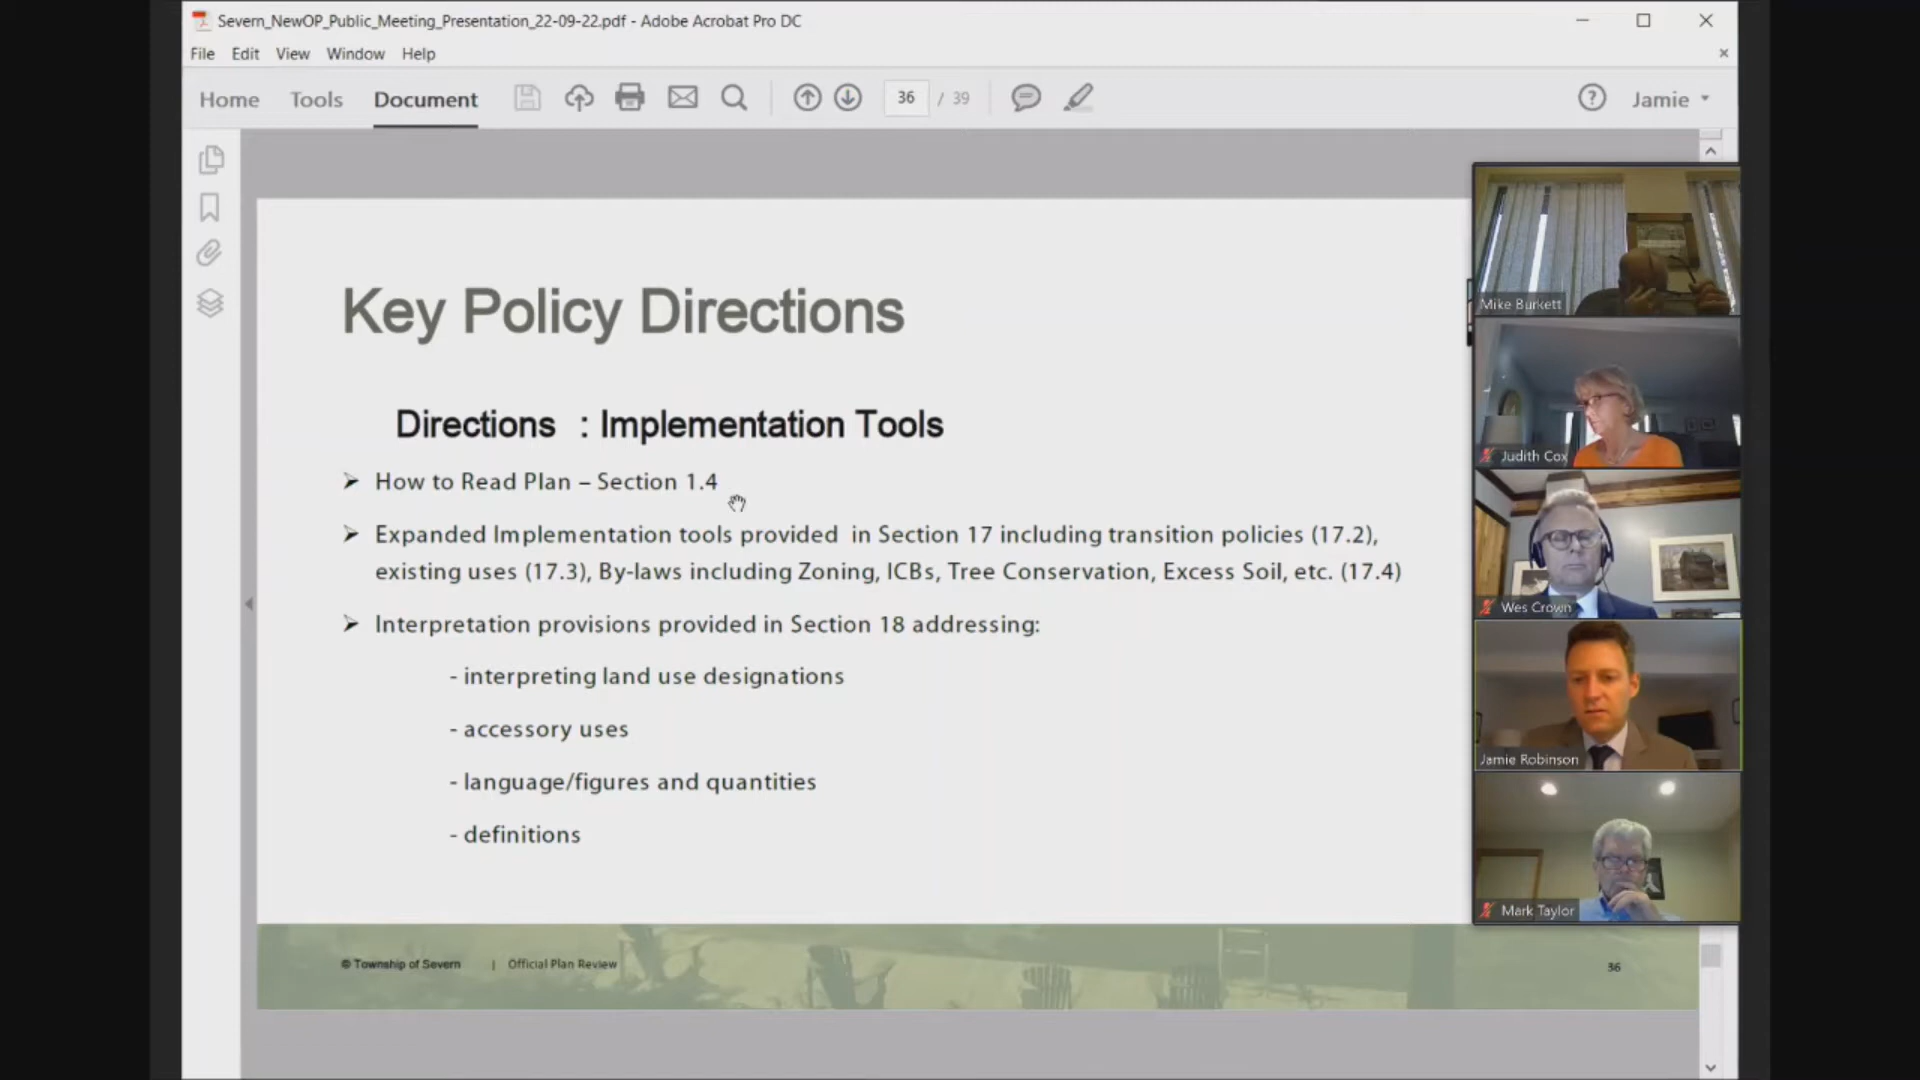 Severn_NewOP_Public_Meeting_Presentation_22-09-22.pdf - Adobe Acrobat Pro DC
File Edit View Window Help
Home Tools Document 36 / 39 Jamie
Key Policy Directions
Directions : Implementation Tools
How to Read Plan – Section 1.4
Expanded Implementation tools provided in Section 17 including transition policies (17.2),
existing uses (17.3), By-laws including Zoning, ICBs, Tree Conservation, Excess Soil, etc. (17.4)
Interpretation provisions provided in Section 18 addressing:
- interpreting land use designations
- accessory uses
- language/figures and quantities
- definitions
© Township of Severn | Official Plan Review 36
Mike Burkett
Judith Cox
Wes Crown
Jamie Robinson
Mark Taylor